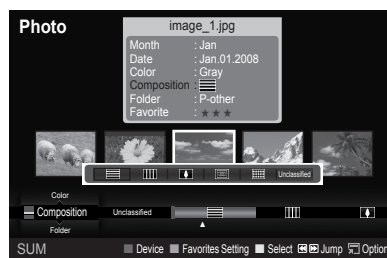 Photo
image_1.jpg
Month : Jan
Date : Jan.01.2008
Color : Gray
Composition :
Folder : P-other
Favorite : ★ ★ ★
Unclassified
Color
Composition Unclassified
Folder
SUM Device Favorites Setting Select Jump Option